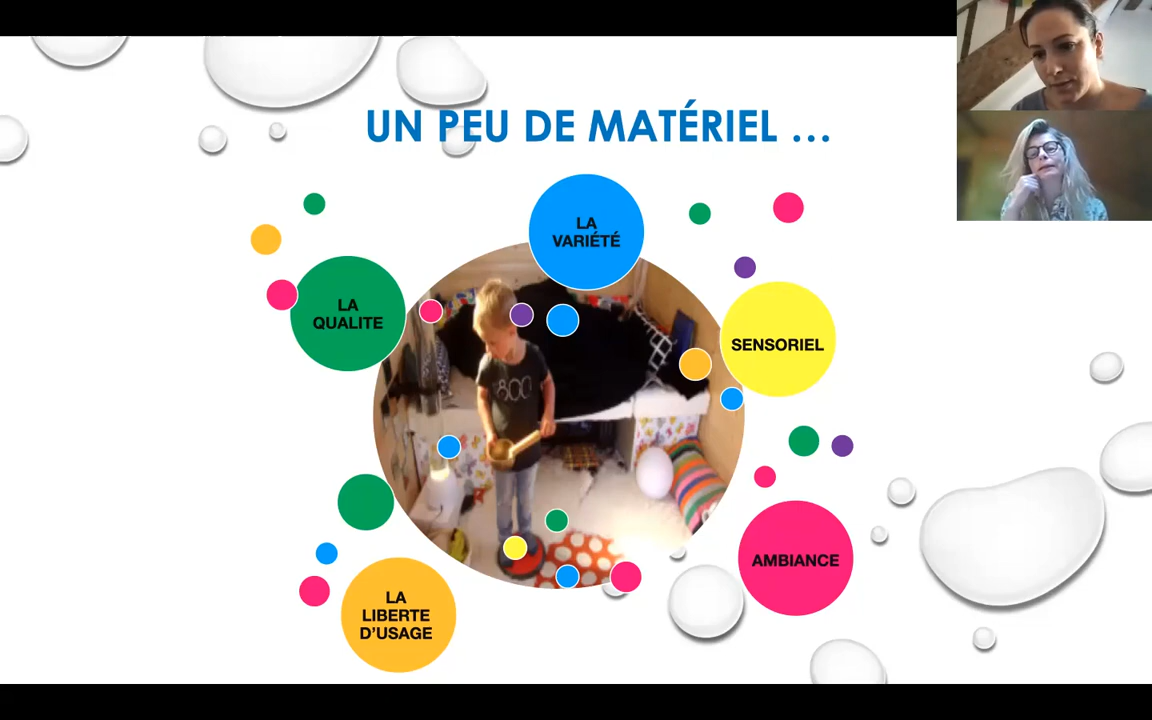 UN PEU DE MATÉRIEL ...
LA
VARIÉTÉ
LA
QUALITE
SENSORIEL
AMBIANCE
LA
LIBERTE
D'USAGE